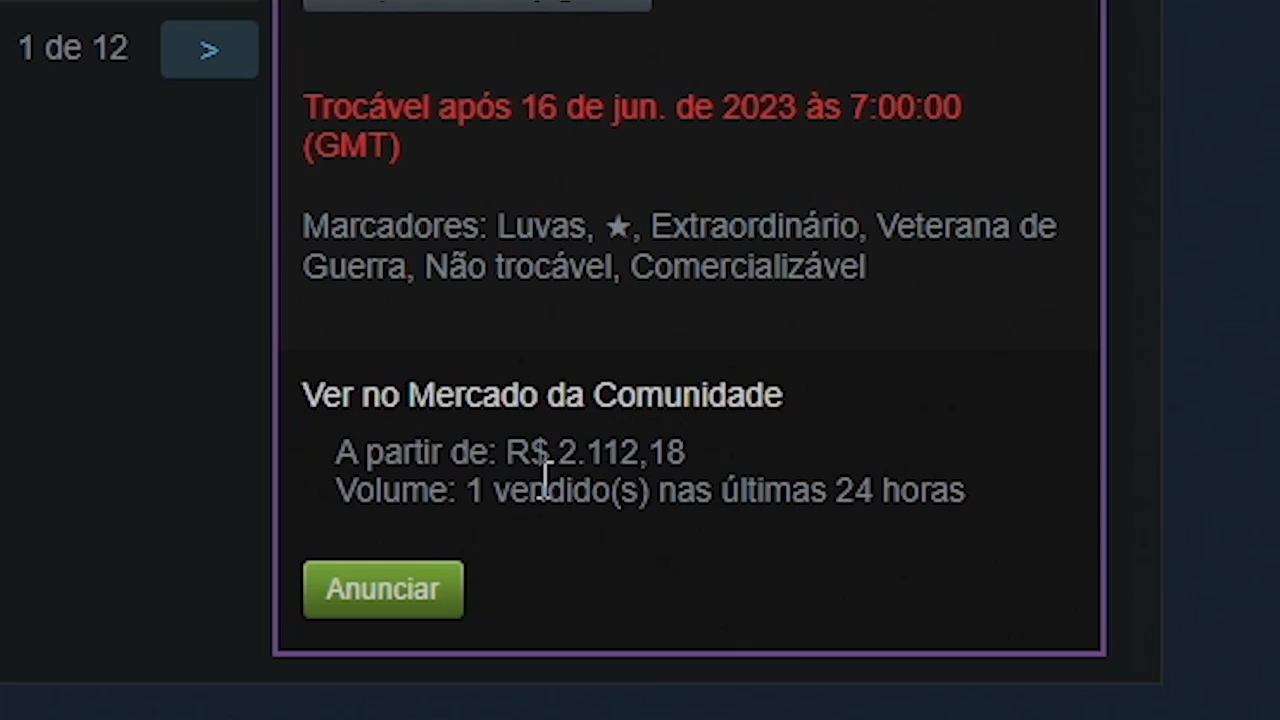 1 de 12 >
Trocável após 16 de jun. de 2023 às 7:00:00
(GMT)
Marcadores: Luvas, ★, Extraordinário, Veterana de
Guerra, Não trocável, Comercializável
Ver no Mercado da Comunidade
A partir de: R$ 2.112,18
Volume: 1 vendido(s) nas últimas 24 horas
Anunciar